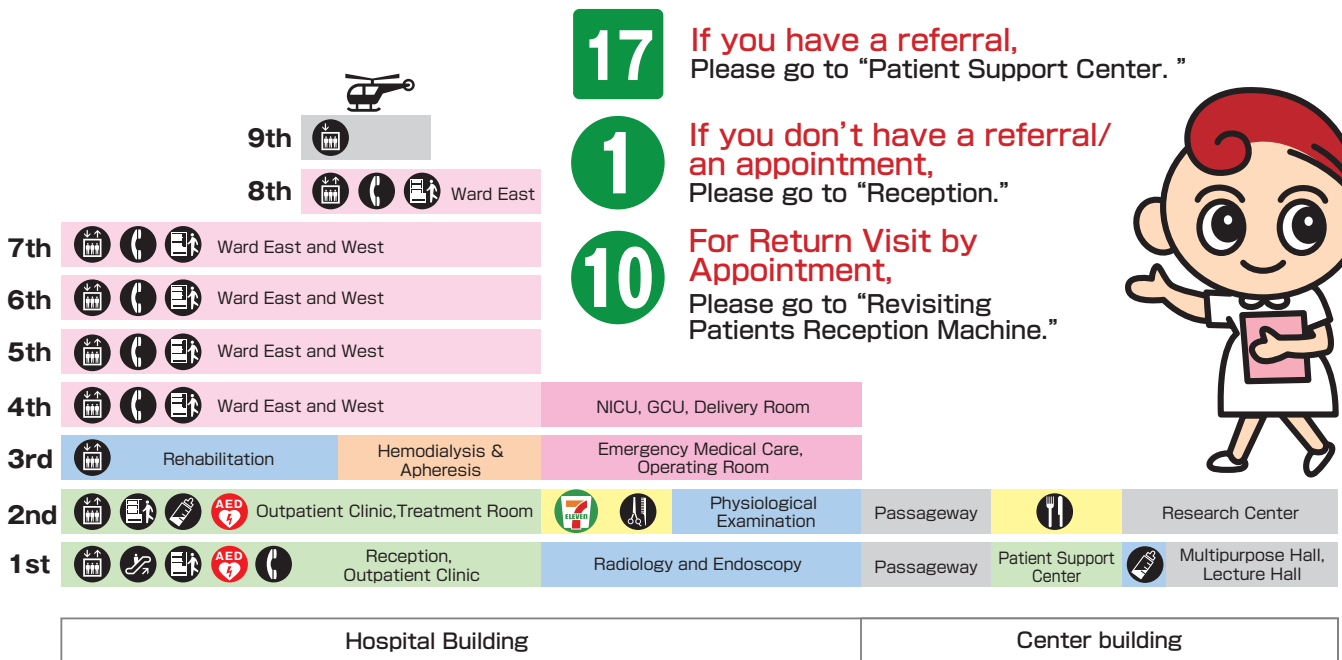 17
If you have a referral,
Please go to “Patient Support Center. ”
1
If you don’t have a referral/
an appointment,
Please go to “Reception.”
10
For Return Visit by
Appointment,
Please go to “Revisiting
Patients Reception Machine.”
9th
8th
Ward East
7th
Ward East and West
6th
Ward East and West
5th
Ward East and West
4th
Ward East and West
NICU, GCU, Delivery Room
3rd
Rehabilitation
Hemodialysis &
Apheresis
Emergency Medical Care,
Operating Room
2nd
AED
Outpatient Clinic,Treatment Room
7
ELEVEN
Physiological
Examination
Passageway
Research Center
1st
AED
Reception,
Outpatient Clinic
Radiology and Endoscopy
Passageway
Patient Support
Center
Multipurpose Hall,
Lecture Hall
Hospital Building
Center building